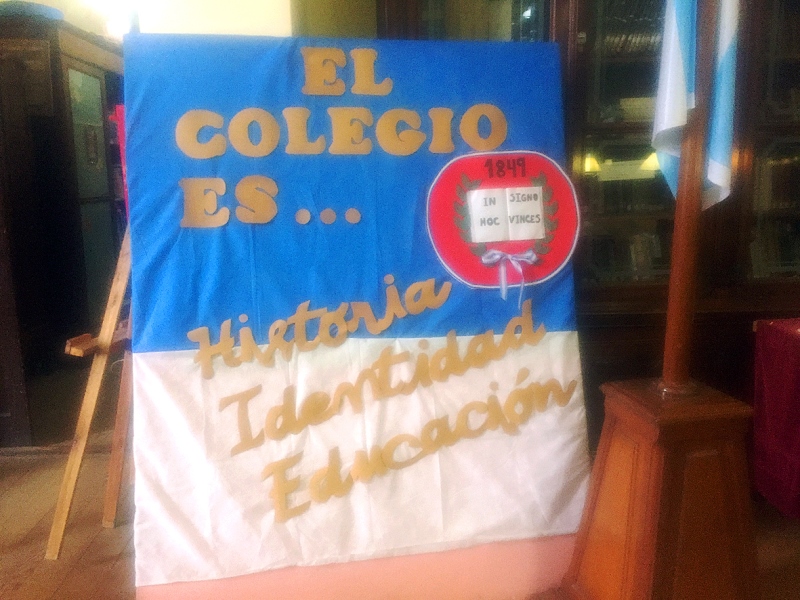 EL
COLEGIO
ES...
1849
IN SIGNO
HOC VINCES
Historia
Identidad
Educación